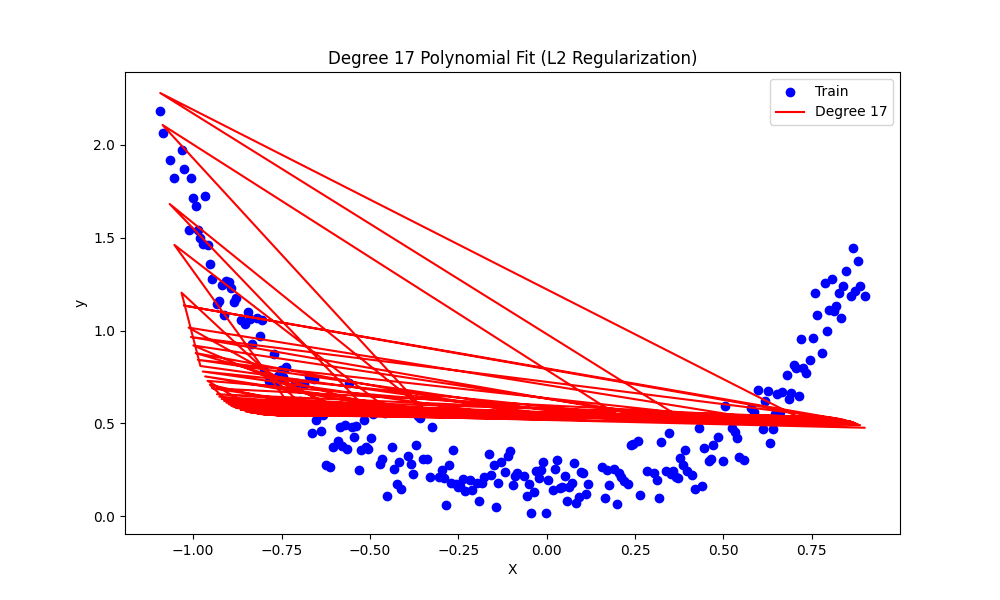 Degree 17 Polynomial Fit (L2 Regularization)
Train
Degree 17
2.0
1.5
1.0
0.5
0.0
y
−1.00 −0.75 −0.50 −0.25 0.00 0.25 0.50 0.75
X